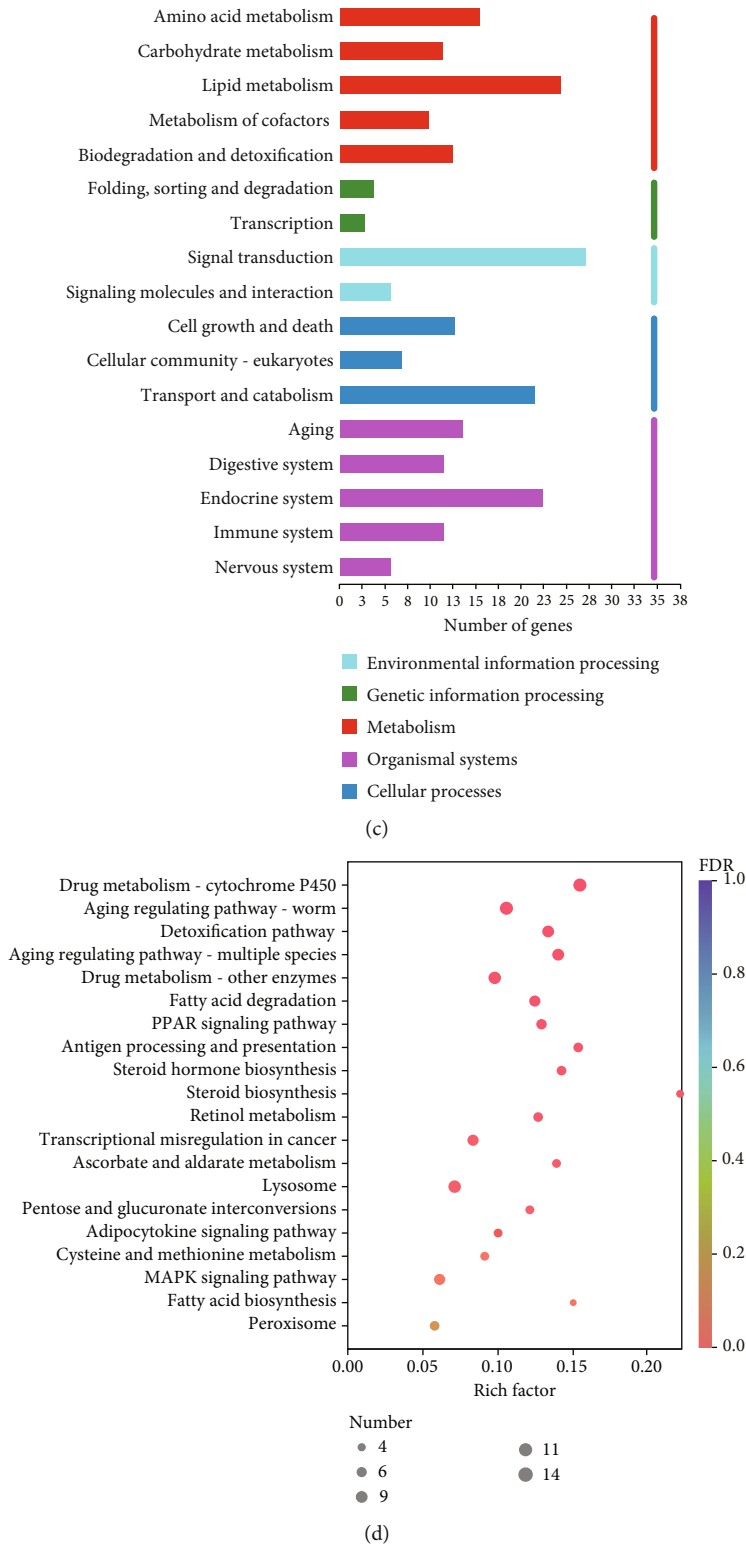 Amino acid metabolism
Carbohydrate metabolism
Lipid metabolism
Metabolism of cofactors
Biodegradation and detoxification
Folding, sorting and degradation
Transcription
Signal transduction
Signaling molecules and interaction
Cell growth and death
Cellular community - eukaryotes
Transport and catabolism
Aging
Digestive system
Endocrine system
Immune system
Nervous system
0 3 5 8 10 13 15 18 20 23 25 28 30 33 35 38
Number of genes
Environmental information processing
Genetic information processing
Metabolism
Organismal systems
Cellular processes
(c)
FDR
Drug metabolism - cytochrome P450
Aging regulating pathway - worm
Detoxification pathway
Aging regulating pathway - multiple species
Drug metabolism - other enzymes
Fatty acid degradation
PPAR signaling pathway
Antigen processing and presentation
Steroid hormone biosynthesis
Steroid biosynthesis
Retinol metabolism
Transcriptional misregulation in cancer
Ascorbate and aldarate metabolism
Lysosome
Pentose and glucuronate interconversions
Adipocytokine signaling pathway
Cysteine and methionine metabolism
MAPK signaling pathway
Fatty acid biosynthesis
Peroxisome
1.0
0.8
0.6
0.4
0.2
0.0
0.00 0.05 0.10 0.15 0.20
Rich factor
Number
4
6
9
11
14
(d)